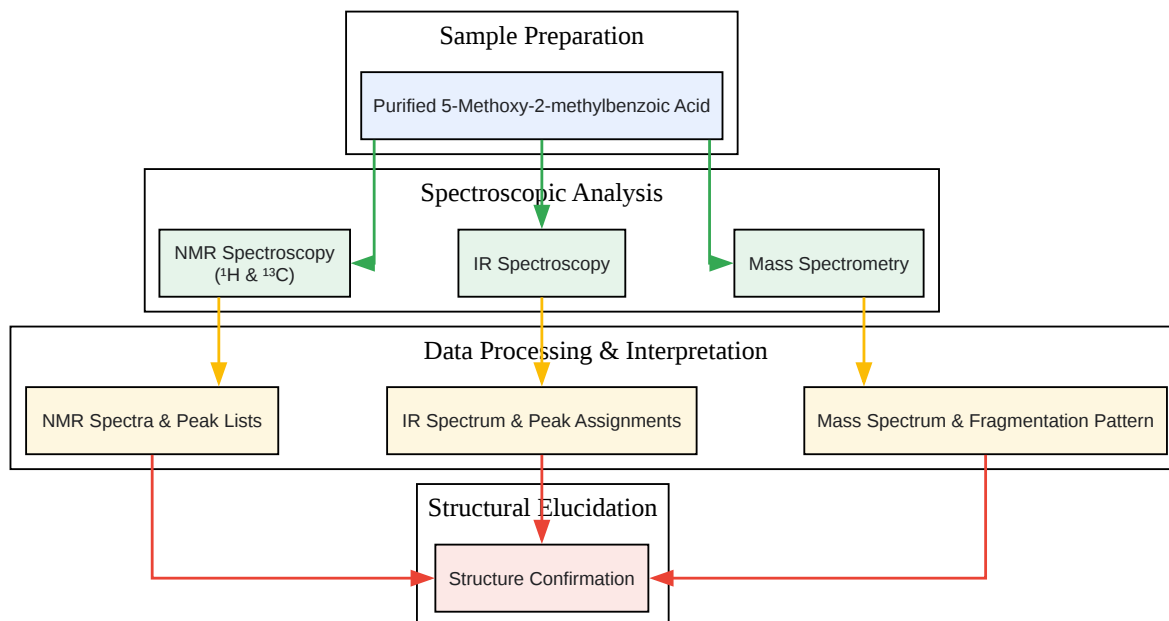 Sample Preparation
Purified 5-Methoxy-2-methylbenzoic Acid
Spectroscopic Analysis
NMR Spectroscopy
(¹H & ¹³C)
IR Spectroscopy
Mass Spectrometry
Data Processing & Interpretation
NMR Spectra & Peak Lists
IR Spectrum & Peak Assignments
Mass Spectrum & Fragmentation Pattern
Structural Elucidation
Structure Confirmation